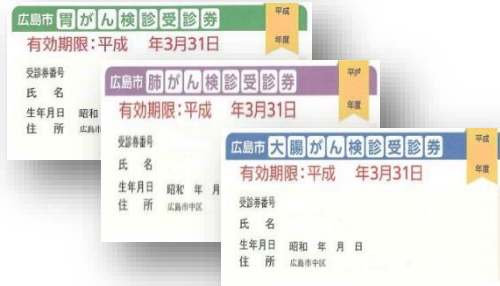 広島市 胃がん検診受診券
平成
年度
有効期限:平成 年3月31日
受診券番号
氏 名
生年月日 昭和
住 所 広島市
広島市 肺がん検診受診券
平成
年度
有効期限:平成 年3月31日
受診券番号
氏 名
生年月日 昭和 年 月
住 所 広島市中区
広島市 大腸がん検診受診券
平成
年度
有効期限:平成 年3月31日
受診券番号
氏 名
生年月日 昭和 年 月 日
住 所 広島市中区